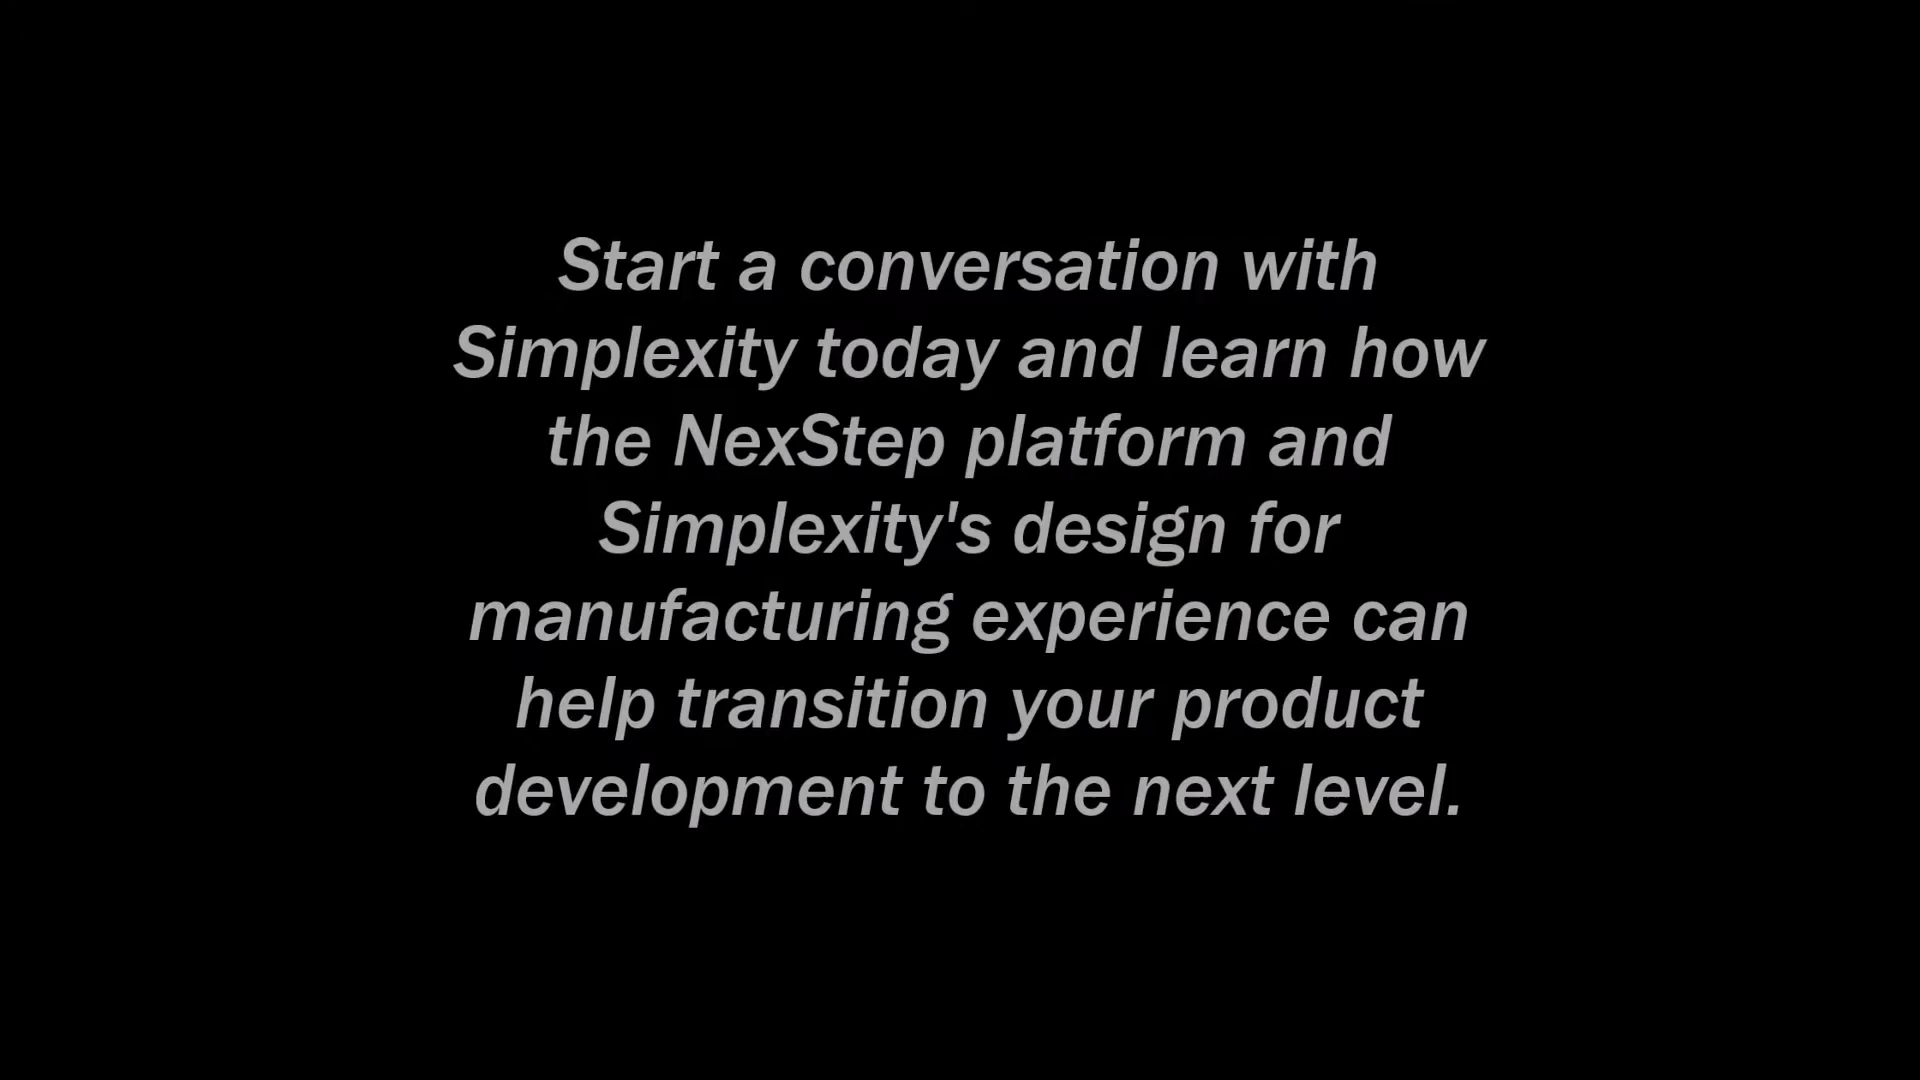 Start a conversation with
Simplexity today and learn how
the NexStep platform and
Simplexity's design for
manufacturing experience can
help transition your product
development to the next level.